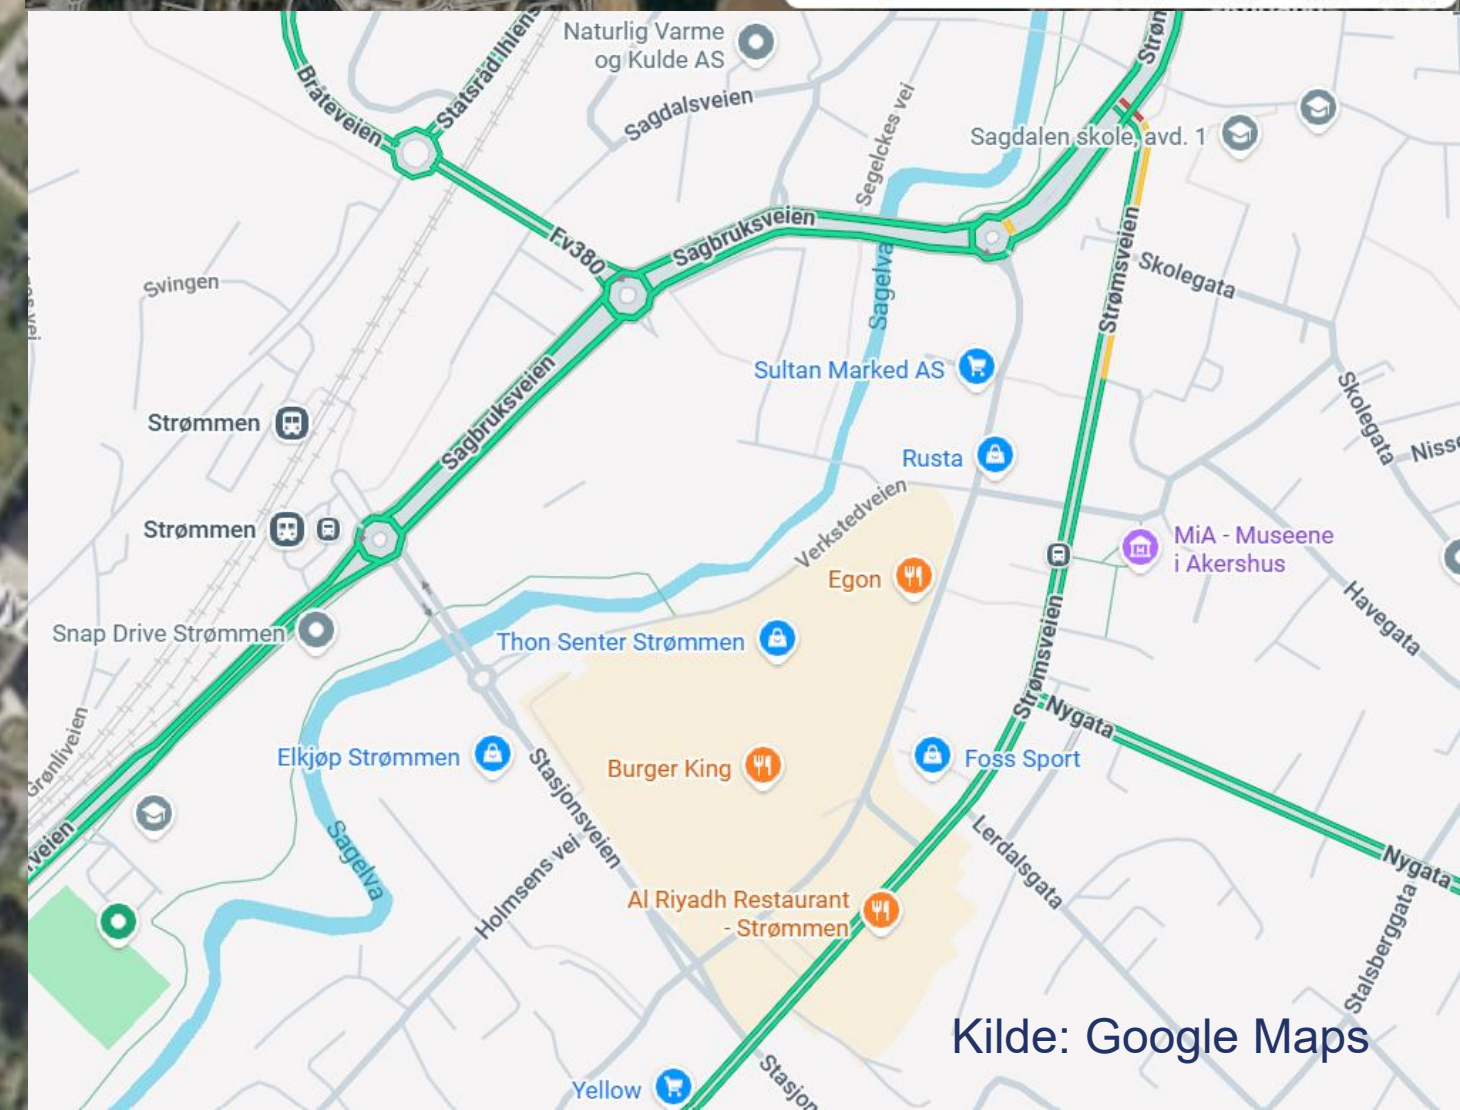 Naturlig Varme
og Kulde AS
Bråteveien
Statsråd Ihlens
Sagdalsveien
Segelckes vei
Sagdalen skole, avd. 1
Fv380
Sagbruksveien
Sagelva
Strømsveien
Skolegata
Svingen
Sultan Marked AS
Sagbruksveien
Skolegata
Strømmen
Rusta
Verkstedveien
Strømmen
MiA - Museene
i Akershus
Egon
Havegata
Snap Drive Strømmen
Thon Senter Strømmen
Strømsveien
Nygata
Grønliveien
Elkjøp Strømmen
Stasjonsveien
Burger King
Foss Sport
Sagelva
Holmsens vei
Lerdalsgata
Nygata
Al Riyadh Restaurant
- Strømmen
Stalsberggata
Kilde: Google Maps
Yellow